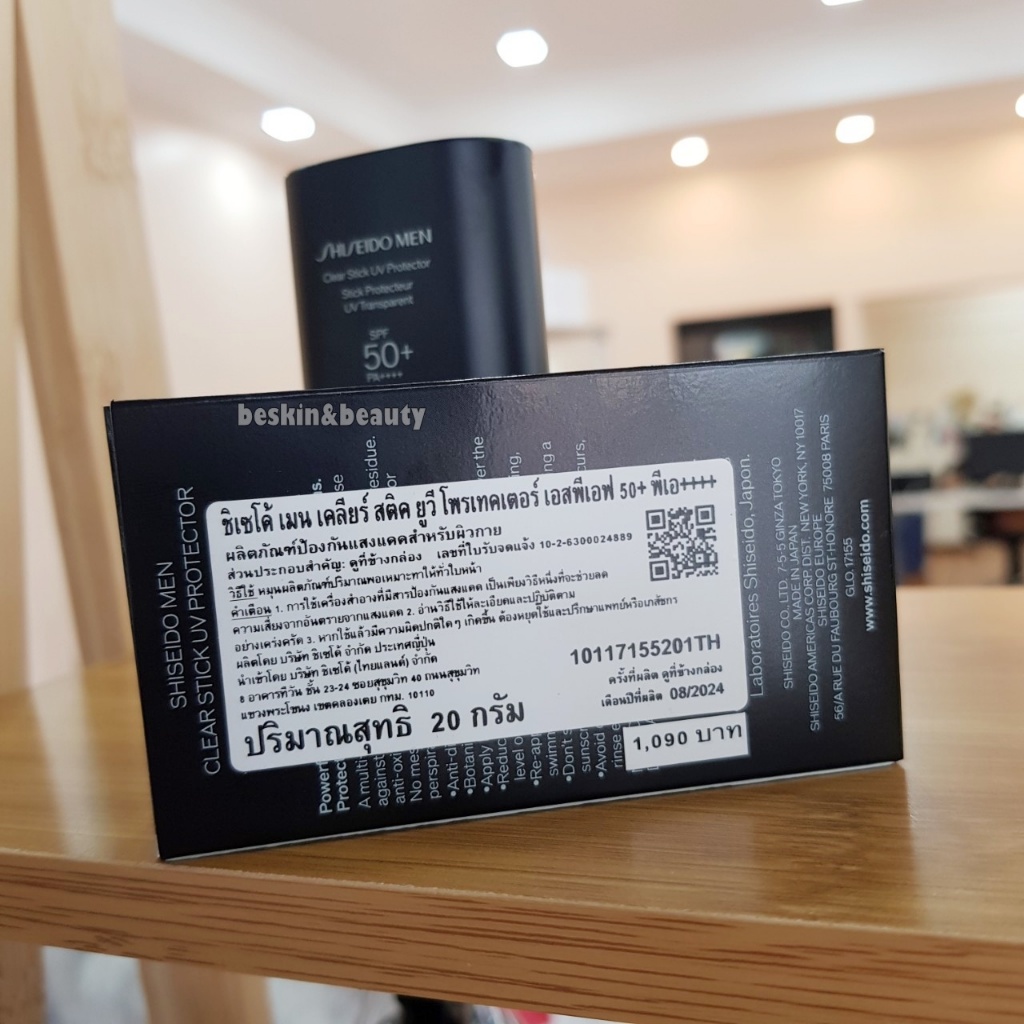 SHISEIDO MEN
Clear Stick UV Protector
Stick Protecteur
UV Transparent
SPF
50+
PA++++
beskin&beauty
SHISEIDO MEN
CLEAR STICK UV PROTECTOR
ชิเซโด้ เมน เคลียร์ สติค ยูวี โพรเทคเตอร์ เอสพีเอฟ 50+ พีเอ++++
ผลิตภัณฑ์ป้องกันแสงแดดสำหรับผิวกาย
ส่วนประกอบสำคัญ: ดูที่ข้างกล่อง เลขที่ใบรับจดแจ้ง 10-2-6300024889
วิธีใช้ หมุนผลิตภัณฑ์ปริมาณพอเหมาะทาให้ทั่วใบหน้า
คำเตือน 1. การใช้เครื่องสำอางที่มีสารป้องกันแสงแดด เป็นเพียงวิธีหนึ่งที่จะช่วยลด
ความเสี่ยงจากอันตรายจากแสงแดด 2. อ่านวิธีใช้ให้ละเอียดและปฏิบัติตาม
อย่างเคร่งครัด 3. หากใช้แล้วมีความผิดปกติใดๆ เกิดขึ้น ต้องหยุดใช้และปรึกษาแพทย์หรือเภสัชกร
ผลิตโดย บริษัท ชิเซโด้ จำกัด ประเทศญี่ปุ่น
นำเข้าโดย บริษัท ชิเซโด้ (ไทยแลนด์) จำกัด
8 อาคารทีวัน ชั้น 23-24 ซอยสุขุมวิท 40 ถนนสุขุมวิท
แขวงพระโขนง เขตคลองเตย กทม. 10110
ปริมาณสุทธิ 20 กรัม
10117155201TH
ครั้งที่ผลิต ดูที่ข้างกล่อง
เดือนปีที่ผลิต 08/2024
1,090 บาท
Protec
A multi
against
anti-oxi
No mes
perspir
•Anti-d
•Botan
•Apply
•Reduc
level o
•Re-ap
swimm
•Don't s
•Avoid
rinse
Laboratoires Shiseido, Japon.
SHISEIDO CO., LTD. 7-5-5 GINZA TOKYO
MADE IN JAPAN
SHISEIDO AMERICAS CORP. DIST. NEW YORK, NY 10017
SHISEIDO EUROPE
56/A RUE DU FAUBOURG ST-HONORE 75008 PARIS
GLO. 17155
www.shiseido.com